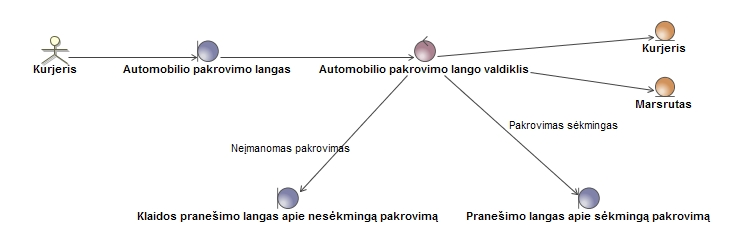 Kurjeris
Kurjeris
Automobilio pakrovimo langas
Automobilio pakrovimo lango valdiklis
Marsrutas
Pakrovimas sėkmingas
Neįmanomas pakrovimas
Klaidos pranešimo langas apie nesėkmingą pakrovimą
Pranešimo langas apie sėkmingą pakrovimą